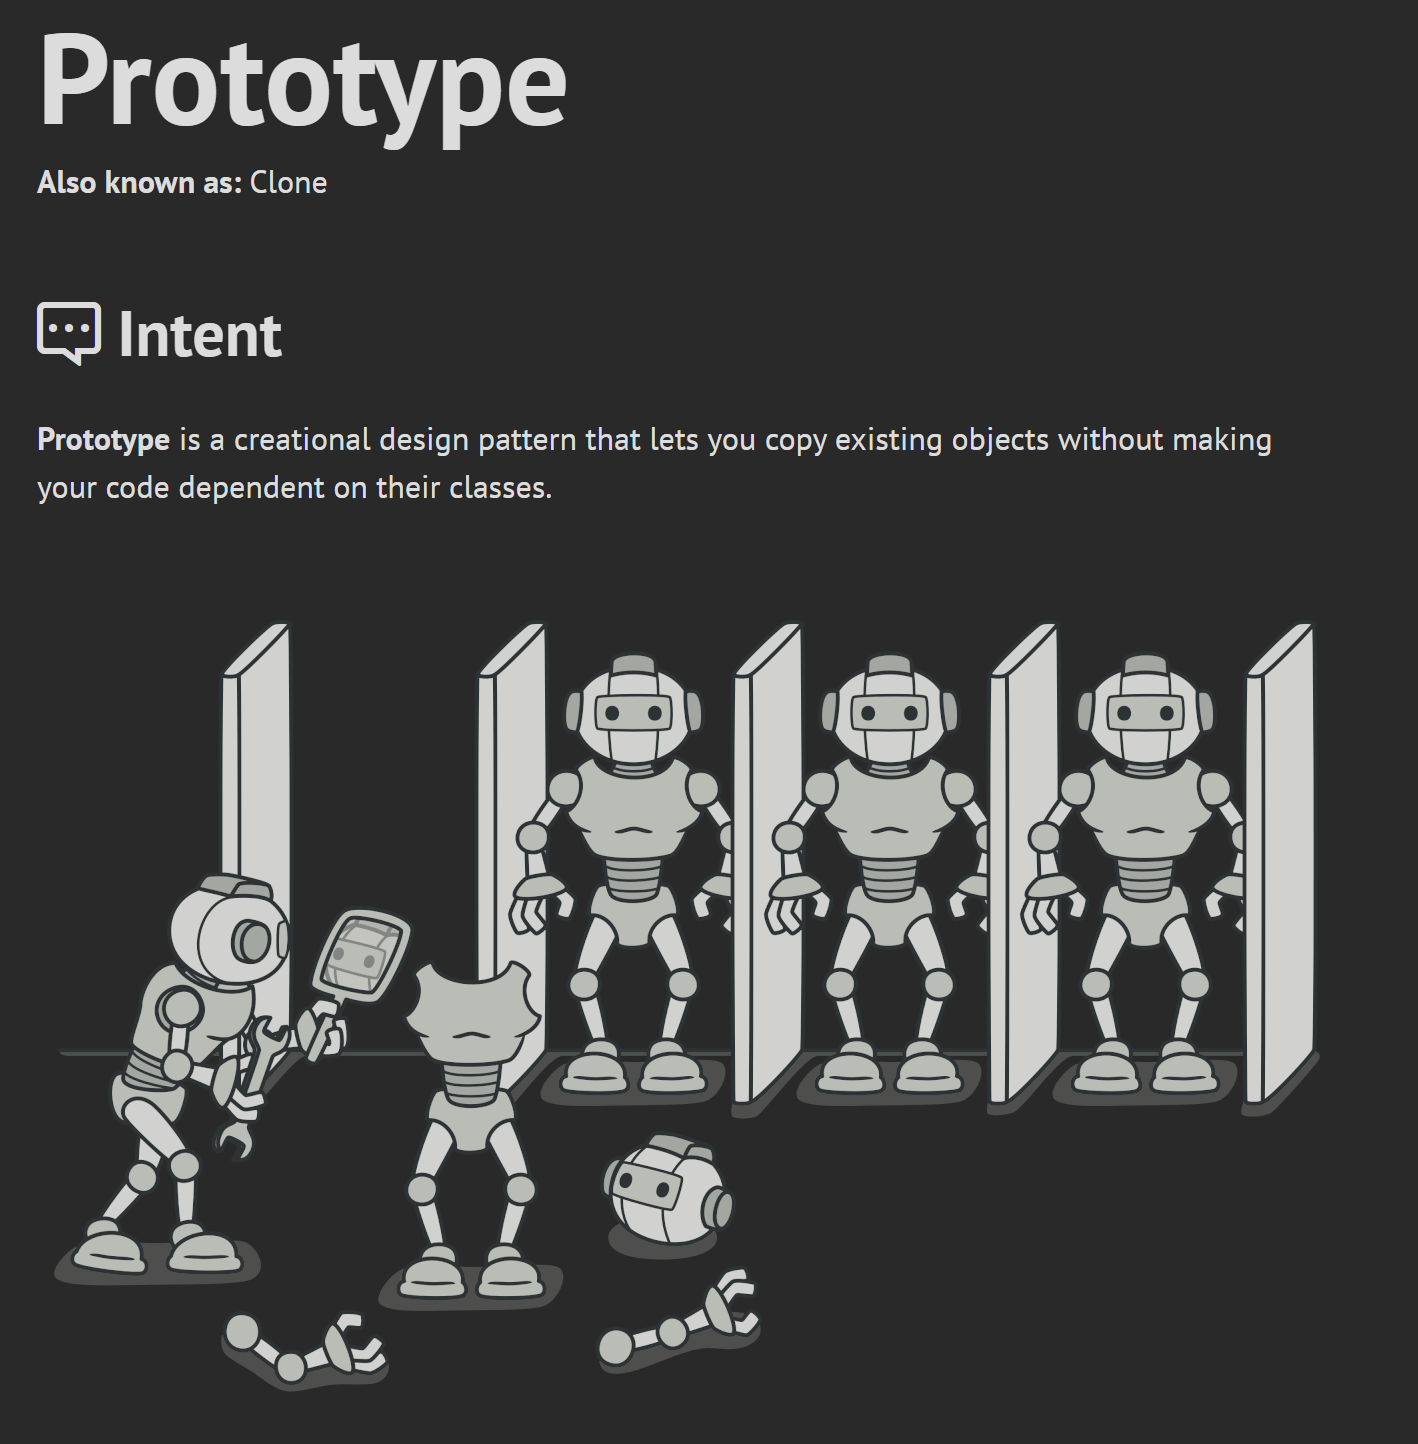 Prototype
Also known as: Clone
Intent
Prototype is a creational design pattern that lets you copy existing objects without making
your code dependent on their classes.